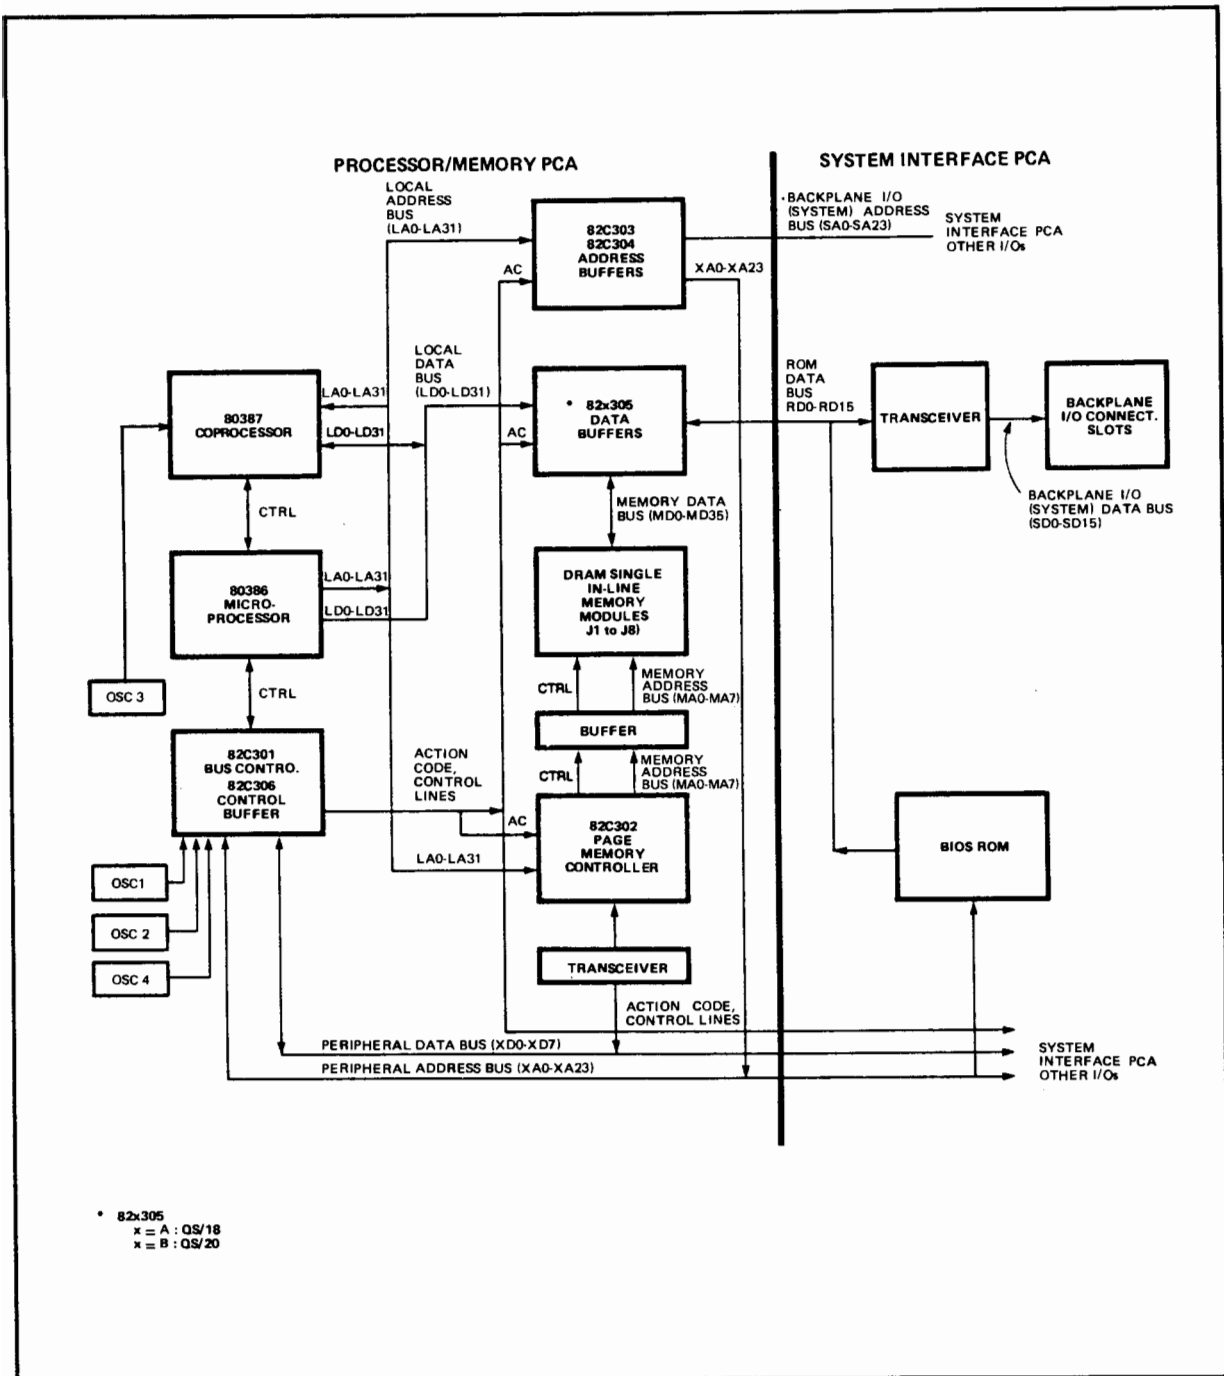 PROCESSOR/MEMORY PCA
SYSTEM INTERFACE PCA
LOCAL
ADDRESS
BUS
(LA0-LA31)
82C303
82C304
ADDRESS
BUFFERS
AC
XA0-XA23
BACKPLANE I/O
(SYSTEM) ADDRESS
BUS (SA0-SA23)
SYSTEM
INTERFACE PCA
OTHER I/Os
LOCAL
DATA
BUS
(LD0-LD31)
80387
COPROCESSOR
LA0-LA31
LD0-LD31
AC
* 82x305
DATA
BUFFERS
ROM
DATA
BUS
RD0-RD15
TRANSCEIVER
BACKPLANE
I/O CONNECT.
SLOTS
BACKPLANE I/O
(SYSTEM) DATA BUS
(SD0-SD15)
CTRL
MEMORY DATA
BUS (MD0-MD35)
80386
MICRO-
PROCESSOR
LA0-LA31
LD0-LD31
DRAM SINGLE
IN-LINE
MEMORY
MODULES
J1 to J8)
OSC 3
CTRL
CTRL
MEMORY
ADDRESS
BUS (MA0-MA7)
BUFFER
82C301
BUS CONTRO.
82C306
CONTROL
BUFFER
ACTION
CODE,
CONTROL
LINES
CTRL
MEMORY
ADDRESS
BUS (MA0-MA7)
AC
LA0-LA31
82C302
PAGE
MEMORY
CONTROLLER
BIOS ROM
OSC1
OSC 2
OSC 4
TRANSCEIVER
ACTION CODE,
CONTROL LINES
PERIPHERAL DATA BUS (XD0-XD7)
PERIPHERAL ADDRESS BUS (XA0-XA23)
SYSTEM
INTERFACE PCA
OTHER I/Os
* 82x305
x = A : QS/18
x = B : QS/20